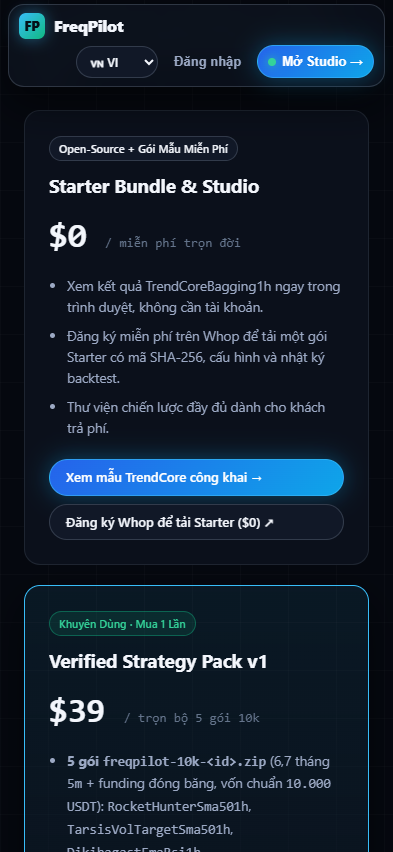 FP FreqPilot
VN VI
Đăng nhập
Mở Studio →
Open-Source + Gói Mẫu Miễn Phí
Starter Bundle & Studio
$0 / miễn phí trọn đời
• Xem kết quả TrendCoreBagging1h ngay trong
trình duyệt, không cần tài khoản.
• Đăng ký miễn phí trên Whop để tải một gói
Starter có mã SHA-256, cấu hình và nhật ký
backtest.
• Thư viện chiến lược đầy đủ dành cho khách
trả phí.
Xem mẫu TrendCore công khai →
Đăng ký Whop để tải Starter ($0) ↗
Khuyên Dùng · Mua 1 Lần
Verified Strategy Pack v1
$39 / trọn bộ 5 gói 10k
• 5 gói freqpilot-10k-<id>.zip (6,7 tháng
5m + funding đóng băng, vốn chuẩn 10.000
USDT): RocketHunterSma501h,
TarsisVolTargetSma501h,